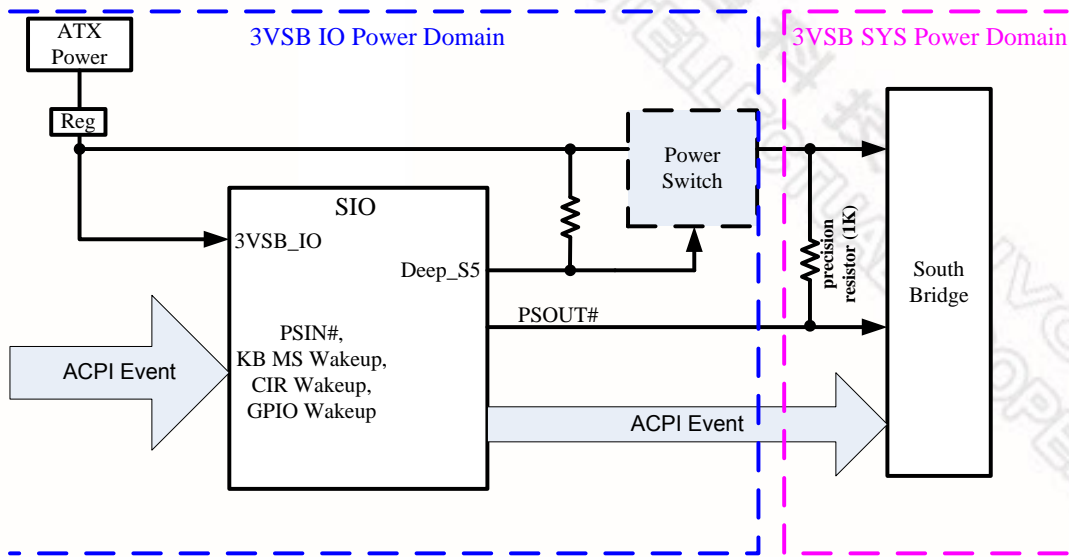 ATX
Power
3VSB IO Power Domain
3VSB SYS Power Domain
Reg
Power
Switch
SIO
3VSB_IO
Deep_S5
precision
resistor (1K)
South
Bridge
PSOUT#
PSIN#,
KB MS Wakeup,
CIR Wakeup,
GPIO Wakeup
ACPI Event
ACPI Event